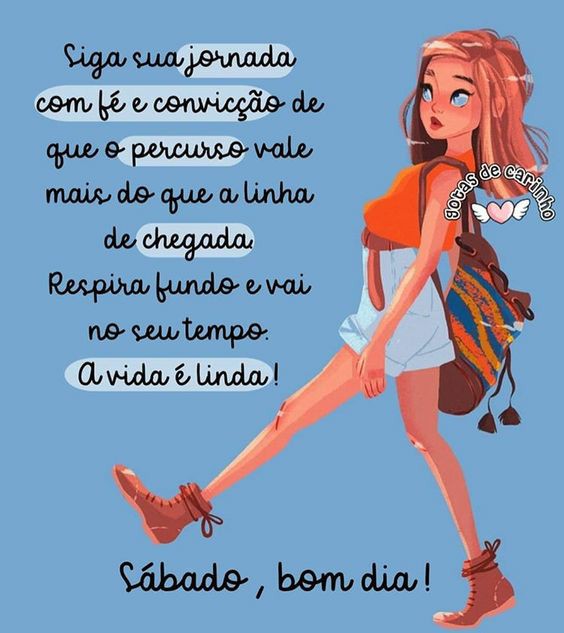 Siga sua jornada
com fé e convicção de
que o percurso vale
mais do que a linha
de chegada.
Respira fundo e vai
no seu tempo.
A vida é linda!
gotas de carinho
Sábado, bom dia!